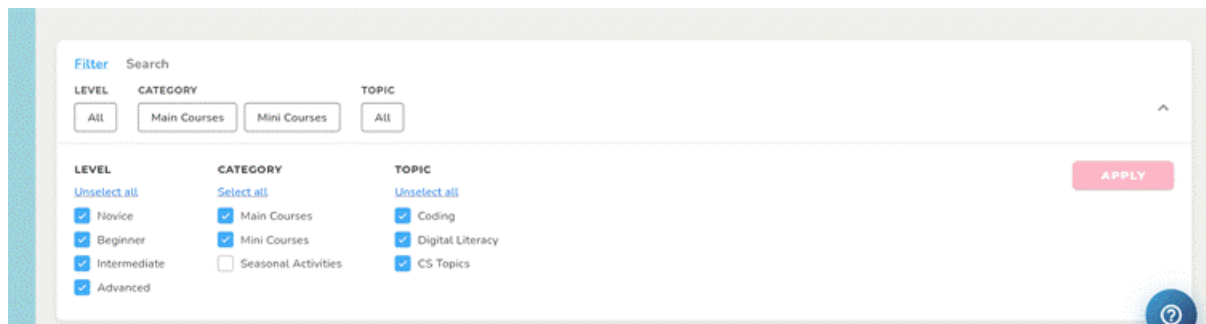 Filter Search
LEVEL CATEGORY TOPIC
All Main Courses Mini Courses All
LEVEL CATEGORY TOPIC APPLY
Unselect all Select all Unselect all
Novice Main Courses Coding
Beginner Mini Courses Digital Literacy
Intermediate Seasonal Activities CS Topics
Advanced
?